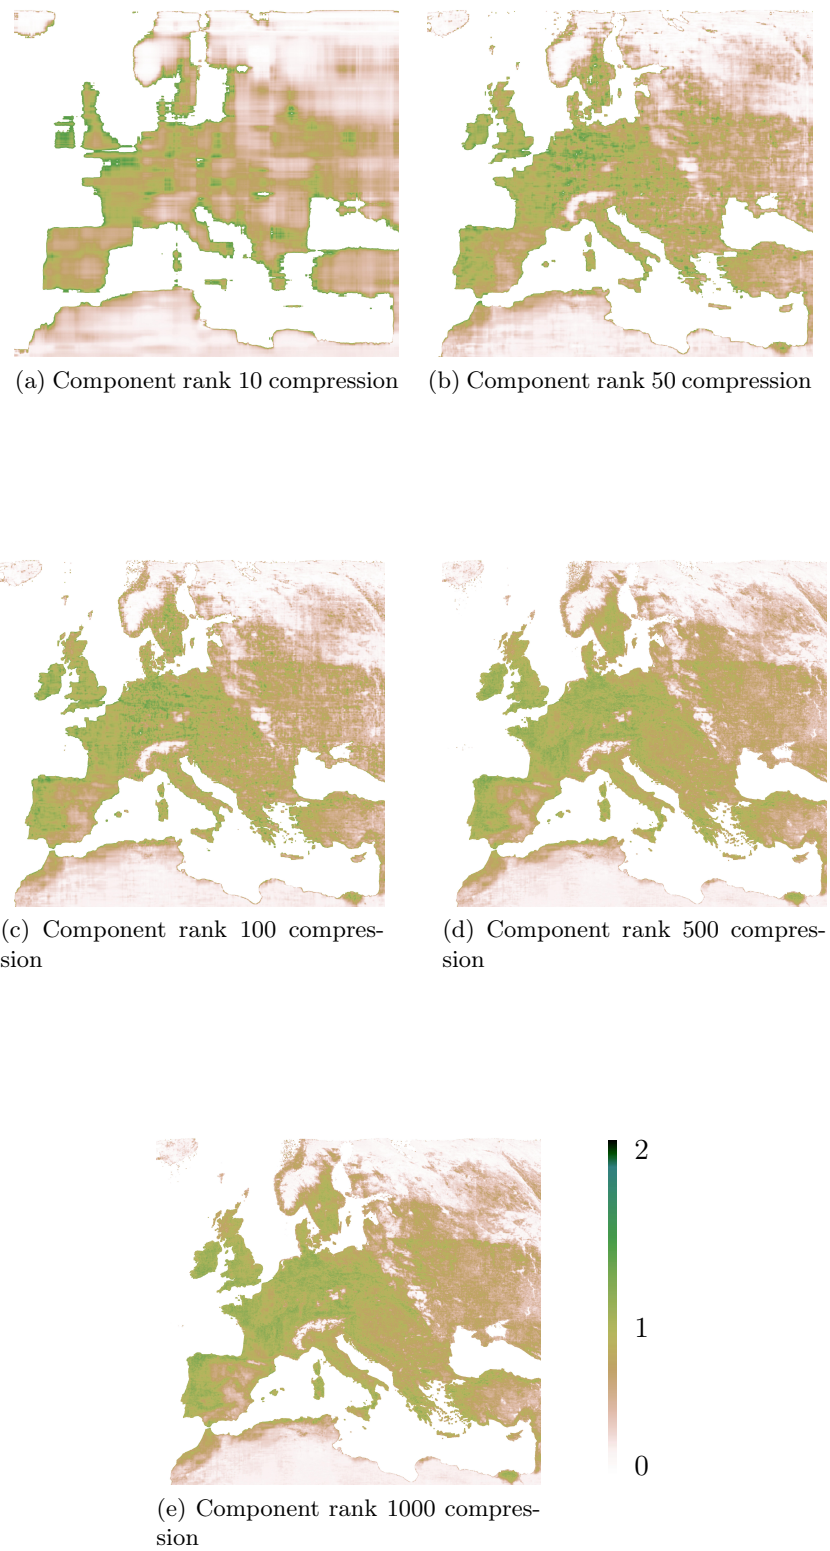 (a) Component rank 10 compression
(b) Component rank 50 compression
(c) Component rank 100 compres-
sion
(d) Component rank 500 compres-
sion
2
1
0
(e) Component rank 1000 compres-
sion